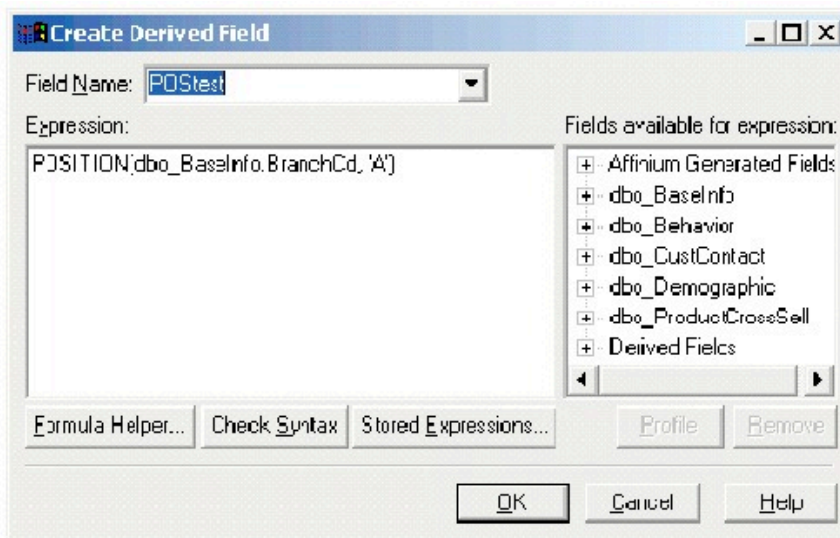 Create Derived Field
Field Name: POStest
Expression:
POSITION(dbo_BaseInfo.BranchCd, 'A')
Fields available for expression:
Affinium Generated Fields
dbo_BaseInfo
dbo_Behavior
dbo_CustContact
dbo_Demographic
dbo_ProductCrossSell
Derived Fields
Formula Helper... Check Syntax Stored Expressions... Profile Remove
OK Cancel Help